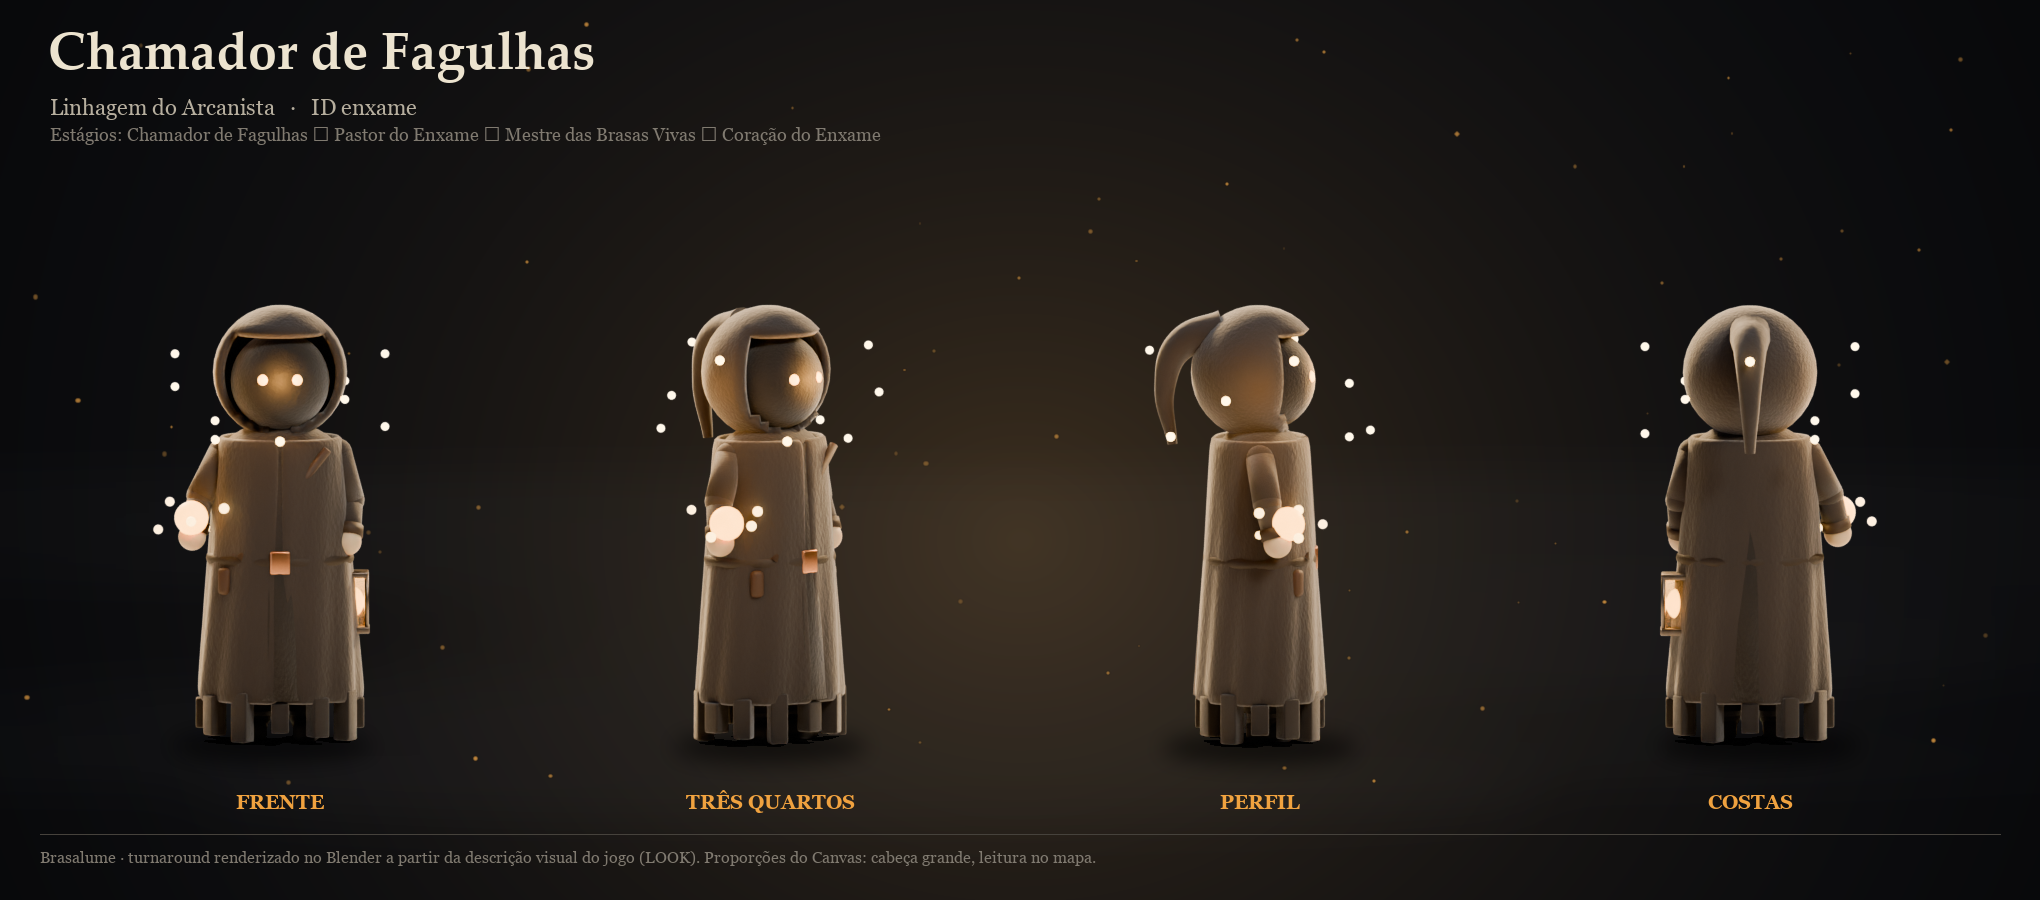 Chamador de Fagulhas
Linhagem do Arcanista · ID enxame
Estágios: Chamador de Fagulhas □ Pastor do Enxame □ Mestre das Brasas Vivas □ Coração do Enxame
FRENTE
TRÊS QUARTOS
PERFIL
COSTAS
Brasalume · turnaround renderizado no Blender a partir da descrição visual do jogo (LOOK). Proporções do Canvas: cabeça grande, leitura no mapa.